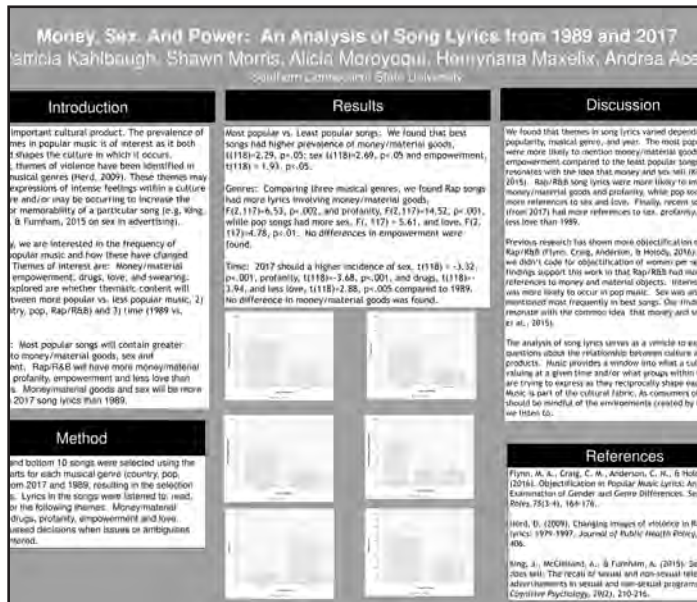 Money, Sex, And Power: An Analysis of Song Lyrics from 1989 and 2017
atricia Kahlbaugh, Shawn Morris, Alicia Moroyoqui, Hemynana Maxelix, Andrea Ace
Southern Connecticut State University
Introduction
important cultural product. The prevalence of
mes in popular music is of interest as it both
d shapes the culture in which it occurs.
, themes of violence have been identified in
musical genres (Herd, 2009). These themes may
expressions of intense feelings within a culture
re and/or may be occurring to increase the
or memorability of a particular song (e.g. King,
& Furnham, 2015 on sex in advertising).
y, we are interested in the frequency of
opular music and how these have changed
Themes of interest are: Money/material
empowerment, drugs, love, and swearing.
xplored are whether thematic content will
tween more popular vs. less popular music, 2)
try, pop, Rap/R&B) and 3) time (1989 vs.
: Most popular songs will contain greater
to money/material goods, sex and
ent. Rap/R&B will have more money/material
profanity, empowerment and less love than
s. Money/material goods and sex will be more
2017 song lyrics than 1989.
Method
and bottom 10 songs were selected using the
arts for each musical genre (country, pop,
om 2017 and 1989, resulting in the selection
s. Lyrics in the songs were listened to, read,
or the following themes. Money/material
drugs, profanity, empowerment and love.
ussed decisions when issues or ambiguities
ntered.
Results
Most popular vs. Least popular songs: We found that best
songs had higher prevalence of money/material goods,
t(118)=2.29, p<.05; sex t(118)=2.69, p<.05 and empowerment,
t(118) = 1.93, p<.05.
Genres: Comparing three musical genres, we found Rap songs
had more lyrics involving money/material goods,
F(2,117)=6.53, p=.002, and profanity, F(2,117)=14.52, p<.001,
while pop songs had more sex, F(, 117) = 5.61, and love, F(2,
117)=4.78, p<.01. No differences in empowerment were
found.
Time: 2017 should a higher incidence of sex, t(118) = -3.32,
p<.001, profanity, t(118)=-3.68, p<.001, and drugs, t(118)=-
3.94, and less love, t(118)=2.88, p<.005 compared to 1989.
No difference in money/material goods was found.
Discussion
We found that themes in song lyrics varied depend
popularity, musical genre, and year. The most pop
were more likely to mention money/material goods
empowerment compared to the least popular songs
resonates with the idea that money and sex sell (Ki
2015). Rap/R&B song lyrics were more likely to me
money/material goods and profanity, while pop so
more references to sex and love. Finally, recent so
(from 2017) had more references to sex, profanity,
less love than 1989.
Previous research has shown more objectification o
Rap/R&B (Flynn, Craig, Anderson, & Holody, 2016).
we didn't code for objectification of women per se
findings support this work in that Rap/R&B had mor
references to money and material objects.
was more likely to occur in pop music. Sex was als
mentioned most frequently in best songs. Our findi
resonate with the common idea that money and se
et al., 2015).
The analysis of song lyrics serves as a vehicle to ex
questions about the relationship between culture a
products. Music provides a window into what a cul
valuing at a given time and/or what groups within
are trying to express as they reciprocally shape ea
Music is part of the cultural fabric. As consumers o
should be mindful of the environments created by
we listen to.
References
Flynn, M. A., Craig, C. M., Anderson, C. N., & Holo
(2016). Objectification in Popular Music Lyrics: An
Examination of Gender and Genre Differences. Sex
Roles, 75(3-4), 164-176.
Herd, D. (2009). Changing images of violence in Ra
lyrics: 1979-1997. Journal of Public Health Policy,
406.
King, J., McClelland, A., & Furnham, A. (2015). Se
does sell: The recall of sexual and non-sexual tele
advertisements in sexual and non-sexual programs
Cognitive Psychology, 29(2), 210-216.